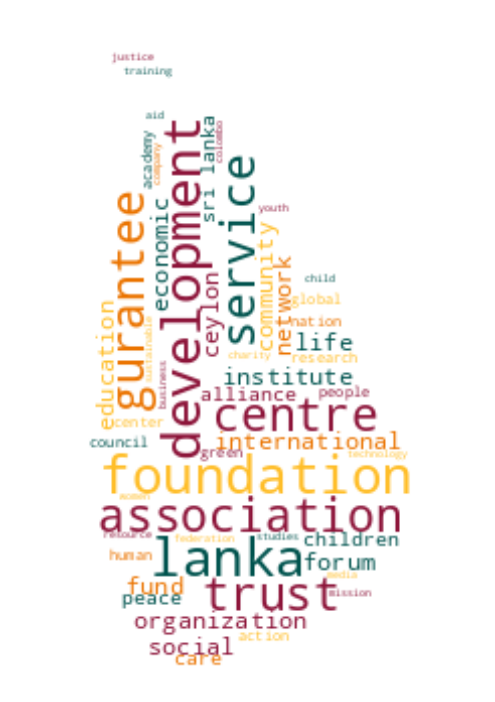 justice
training
aid
colombo
sri lanka
development
academy
company
service
gurantee
economic
youth
community
network
ceylon
child
global
education
sustainable
nation
life
charity
research
business
institute
alliance
people
centre
center
council
international
green
technology
foundation
women
association
resource
federation
studies
children
lanka
human
forum
media
fund
trust
mission
peace
organization
action
social
care